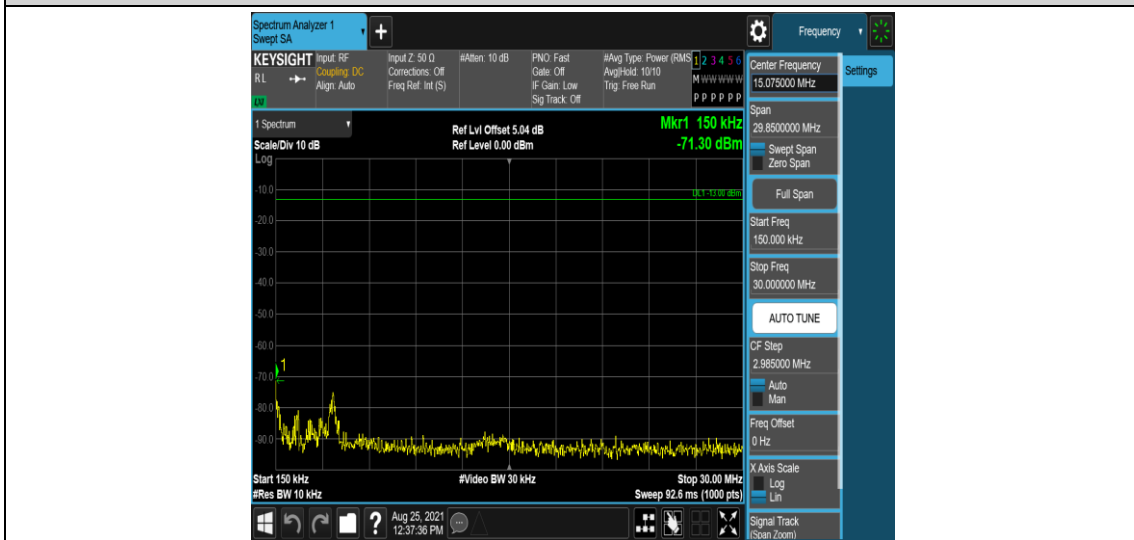 Spectrum Analyzer 1
Swept SA
+
Frequency
KEYSIGHT
RL
LXI
Input: RF
Coupling: DC
Align: Auto
Input Z: 50 Ω
Corrections: Off
Freq Ref: Int (S)
#Atten: 10 dB
PNO: Fast
Gate: Off
IF Gain: Low
Sig Track: Off
#Avg Type: Power (RMS
Avg|Hold: 10/10
Trig: Free Run
1 2 3 4 5 6
M W W W W W
P P P P P P
1 Spectrum
Scale/Div 10 dB
Ref Lvl Offset 5.04 dB
Ref Level 0.00 dBm
Mkr1 150 kHz
-71.30 dBm
Log
DL1 -13.00 dBm
-10.0
-20.0
-30.0
-40.0
-50.0
-60.0
1
-70.0
-80.0
-90.0
Start 150 kHz
#Video BW 30 kHz
Stop 30.00 MHz
#Res BW 10 kHz
Sweep 92.6 ms (1000 pts)
Center Frequency
15.075000 MHz
Settings
Span
29.8500000 MHz
Swept Span
Zero Span
Full Span
Start Freq
150.000 kHz
Stop Freq
30.000000 MHz
AUTO TUNE
CF Step
2.985000 MHz
Auto
Man
Freq Offset
0 Hz
X Axis Scale
Log
Lin
Signal Track
(Span Zoom)
?
Aug 25, 2021
12:37:36 PM